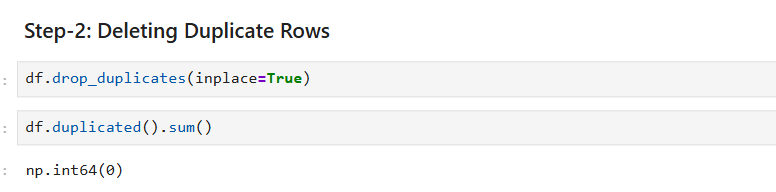 Step-2: Deleting Duplicate Rows
: df.drop_duplicates(inplace=True)
: df.duplicated().sum()
: np.int64(0)